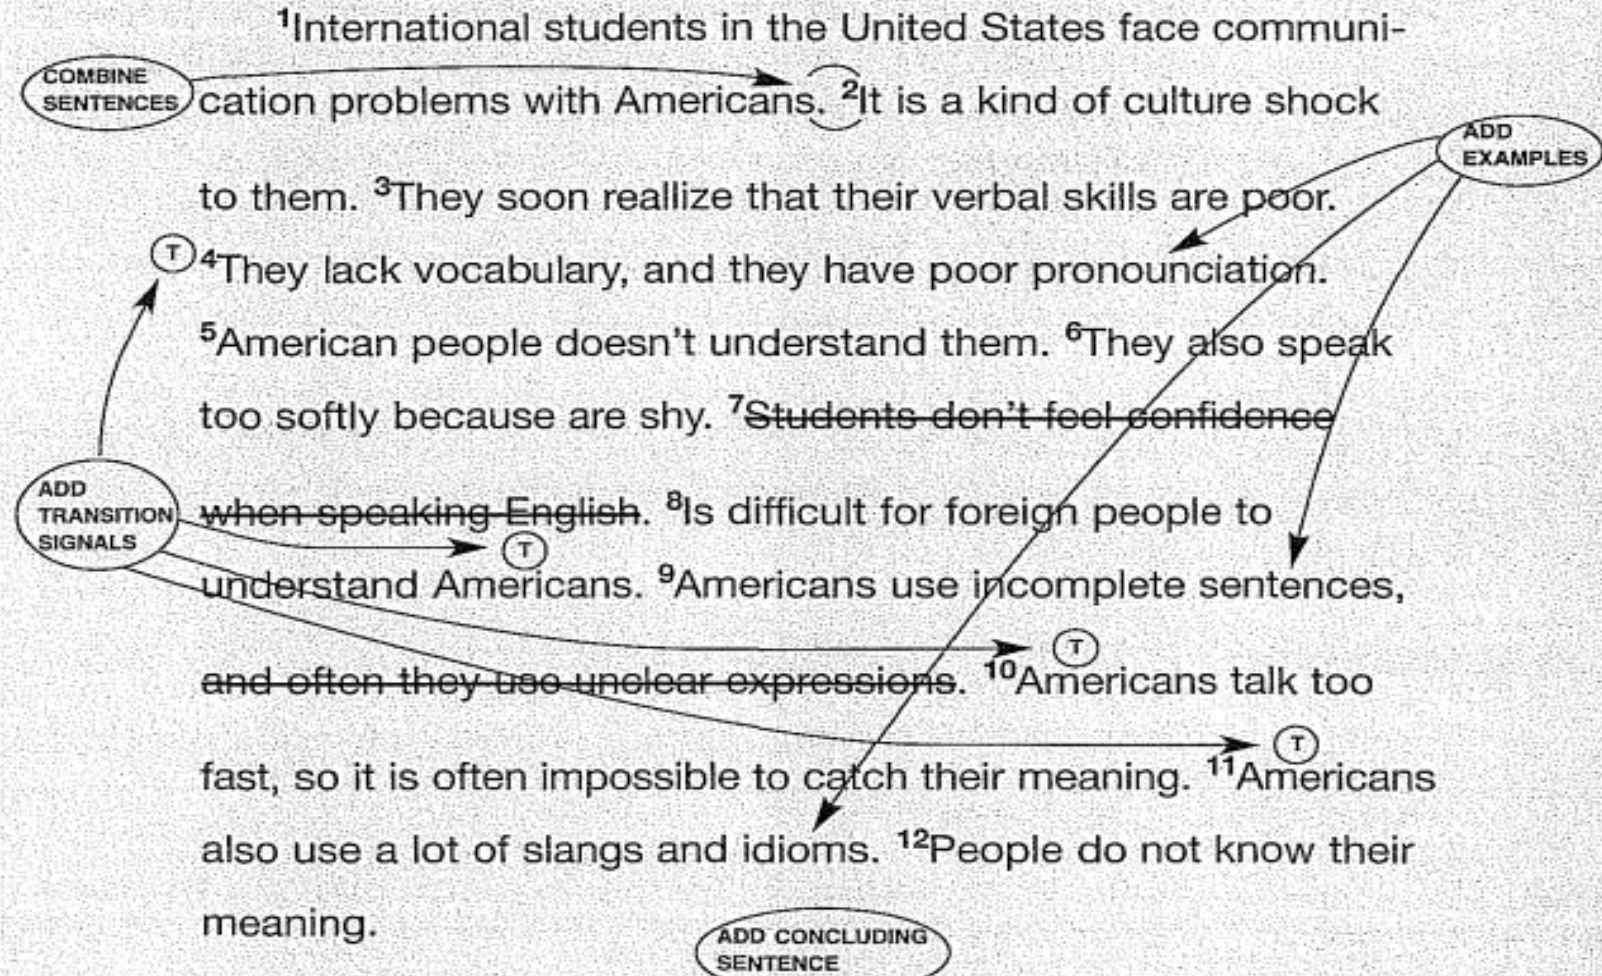 ¹International students in the United States face communi-
COMBINE
SENTENCES
cation problems with Americans. ²It is a kind of culture shock
ADD
EXAMPLES
to them. ³They soon reallize that their verbal skills are poor.
T
⁴They lack vocabulary, and they have poor pronounciation.
⁵American people doesn't understand them. ⁶They also speak
too softly because are shy. ⁷Students don't feel confidence
ADD
TRANSITION
SIGNALS
when speaking English. ⁸Is difficult for foreign people to
T
understand Americans. ⁹Americans use incomplete sentences,
T
and often they use unclear expressions. ¹⁰Americans talk too
T
fast, so it is often impossible to catch their meaning. ¹¹Americans
also use a lot of slangs and idioms. ¹²People do not know their
meaning.
ADD CONCLUDING
SENTENCE